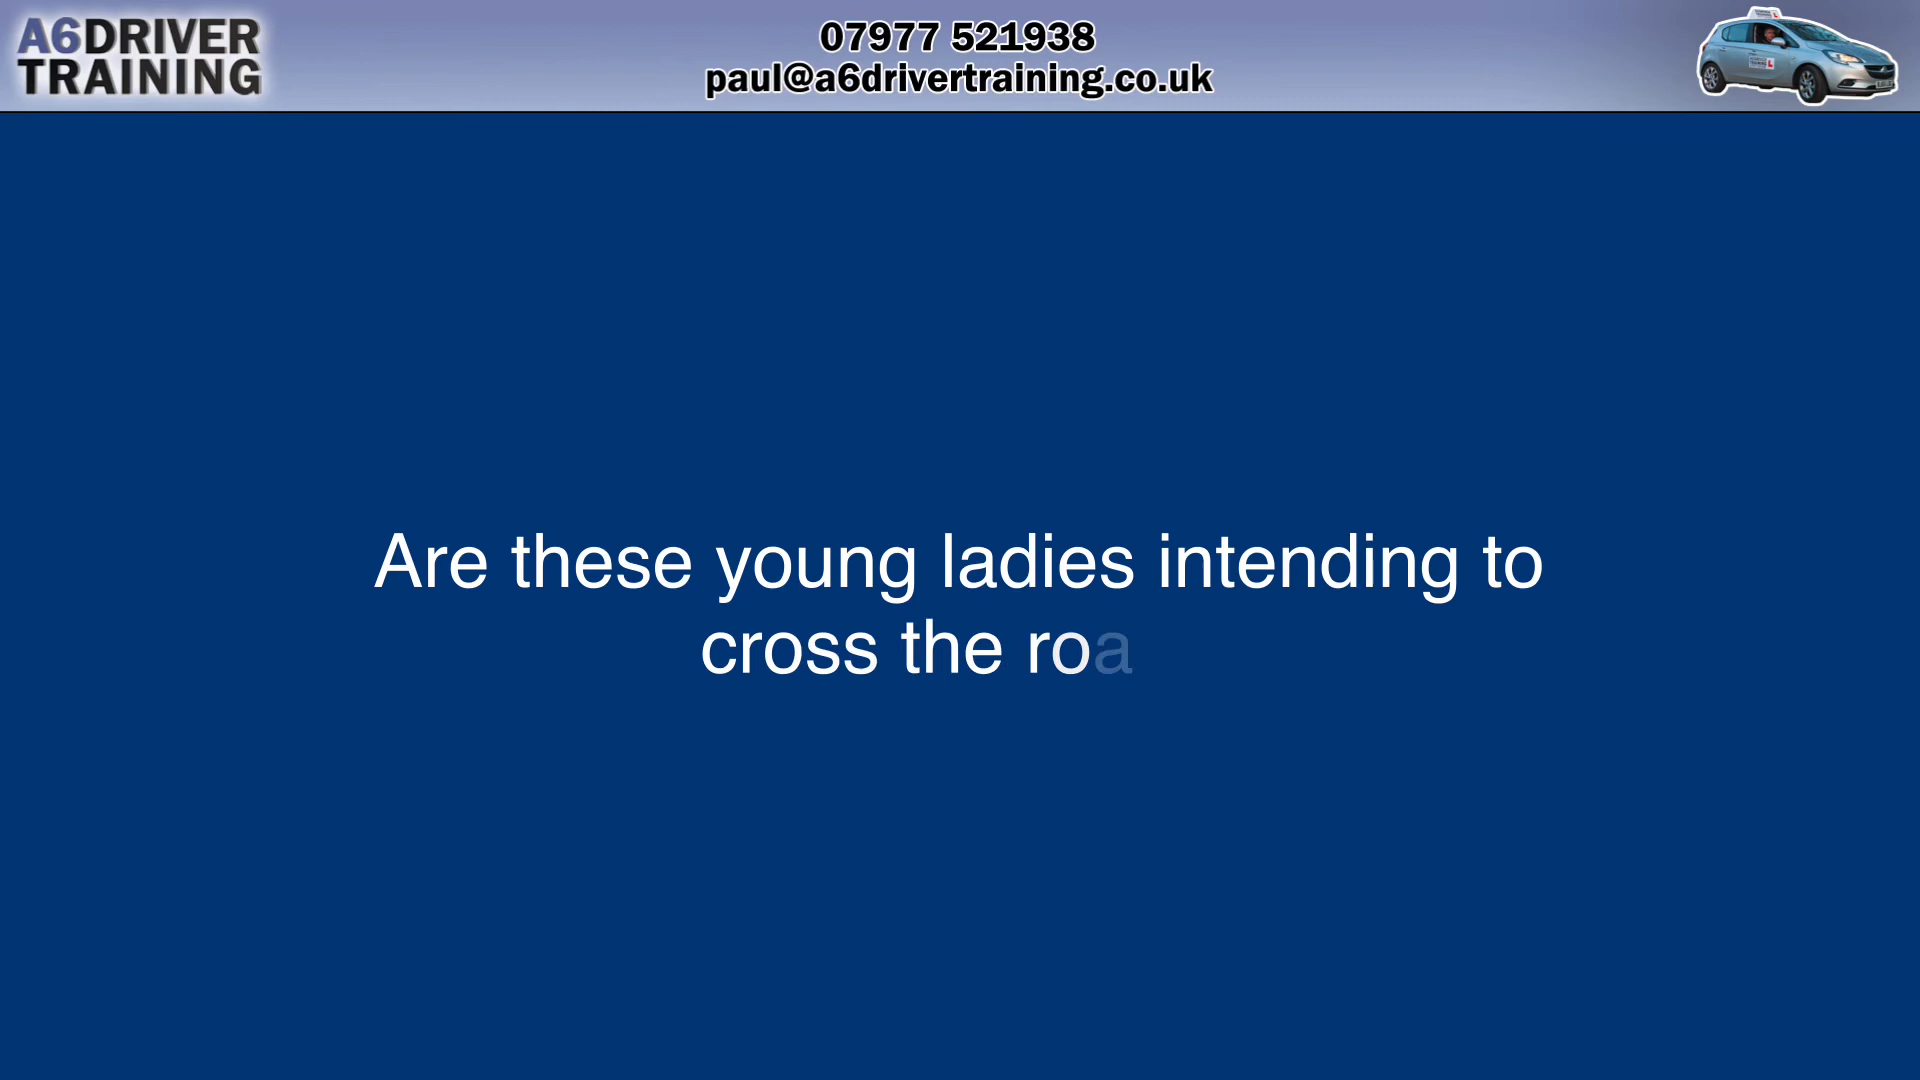 A6DRIVER
TRAINING
07977 521938
paul@a6drivertraining.co.uk
Are these young ladies intending to
cross the roa